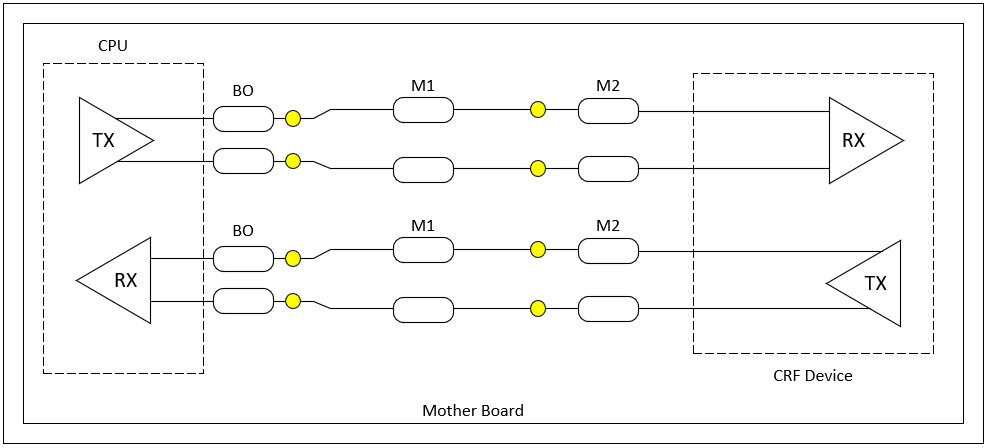 CPU
BO
M1
M2
TX
RX
BO
M1
M2
RX
TX
CRF Device
Mother Board